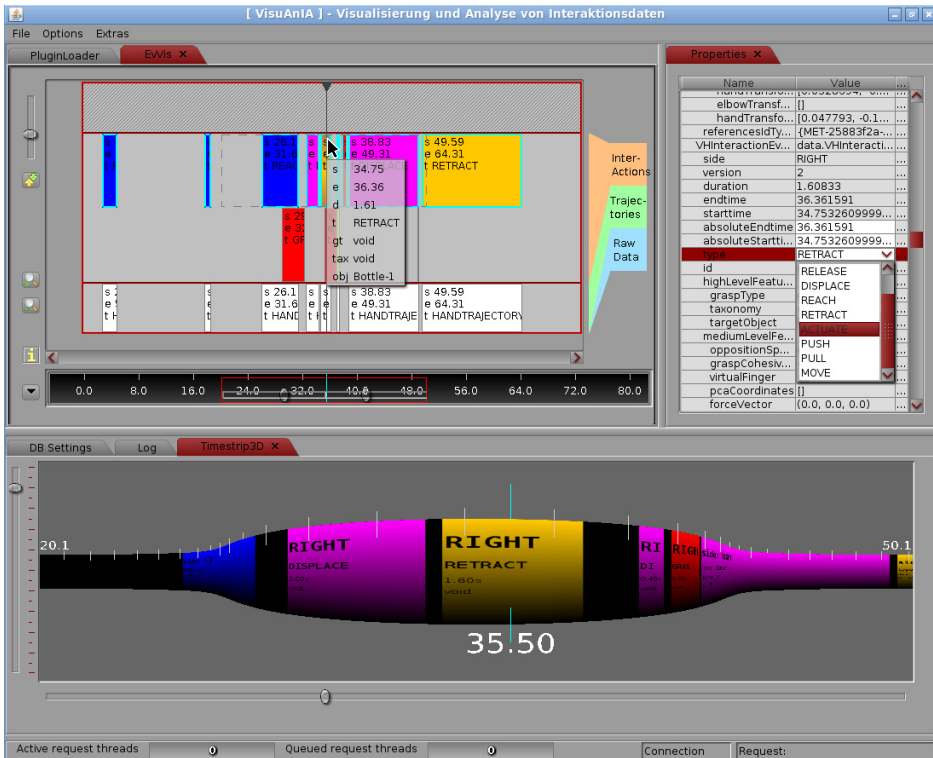 [ VisuAnIA ] - Visualisierung und Analyse von Interaktionsdaten
File Options Extras
PluginLoader
EvVis ×
s 38.83
e 49.31
s 49.59
e 64.31
t RETRACT
s 34.75
e 36.36
d 1.61
t RETRACT
gt void
tax void
obj Bottle-1
s 26.1
e 31.6
t HAND
s 38.83
e 49.31
t HANDTRAJE
s 49.59
e 64.31
t HANDTRAJECTORY
Inter-
Actions
Trajec-
tories
Raw
Data
0.0 8.0 16.0 24.0 32.0 40.0 48.0 56.0 64.0 72.0 80.0
Properties ×
Name Value ...
elbowTransf... [] ...
handTransfo... [0.047793, -0.1... ...
referencesIdTy... {MET-25883f2a-... ...
VHInteractionEv... data.VHInteracti... ...
side RIGHT ...
version 2 ...
duration 1.60833 ...
endtime 36.361591 ...
starttime 34.7532609999... ...
absoluteEndtime 36.361591 ...
absoluteStartti... 34.7532609999... ...
type RETRACT
id
highLevelFeatu...
graspType
taxonomy
targetObject
mediumLevelFe...
oppositionSp...
graspCohesiv...
virtualFinger
RELEASE
DISPLACE
REACH
RETRACT
ACTUATE
PUSH
PULL
MOVE
pcaCoordinates [] ...
forceVector (0.0, 0.0, 0.0) ...
DB Settings
Log
Timestrip3D ×
20.1
50.1
RIGHT
DISPLACE
RIGHT
RETRACT
1.60s
void
RI
DI
RIGH
GRAS
35.50
Active request threads 0
Queued request threads 0
Connection
Request: